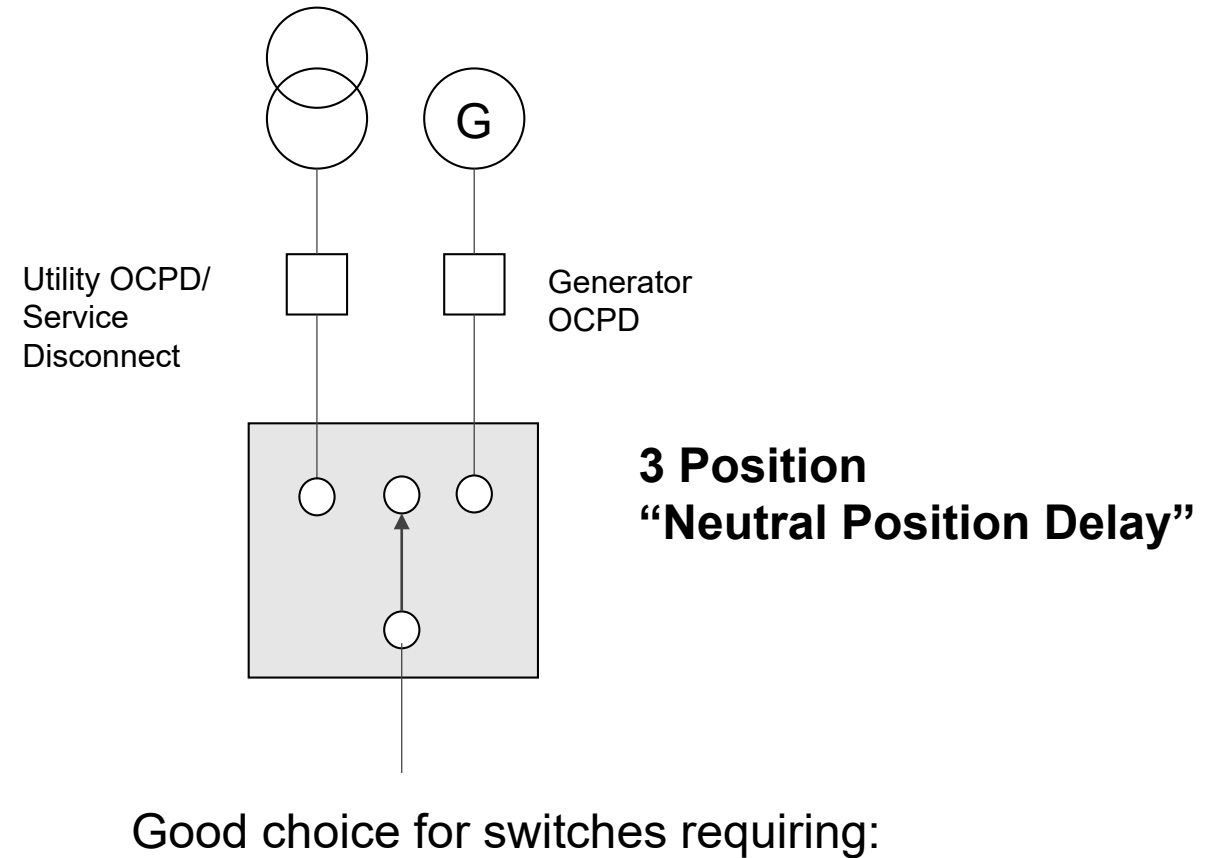 G
Utility OCPD/
Service
Disconnect
Generator
OCPD
3 Position
“Neutral Position Delay”
Good choice for switches requiring: